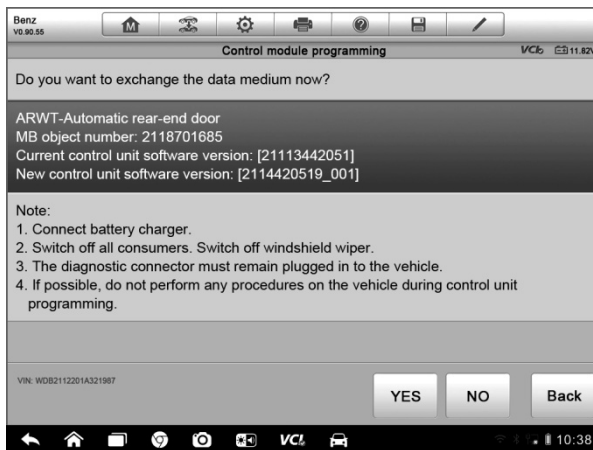 Benz
V0.90.55
M
Control module programming
VCI 11.82V
Do you want to exchange the data medium now?
ARWT-Automatic rear-end door
MB object number: 2118701685
Current control unit software version: [21113442051]
New control unit software version: [2114420519_001]
Note:
1. Connect battery charger.
2. Switch off all consumers. Switch off windshield wiper.
3. The diagnostic connector must remain plugged in to the vehicle.
4. If possible, do not perform any procedures on the vehicle during control unit
programming.
VIN: WDB2112201A321987
YES NO Back
VCI 10:38